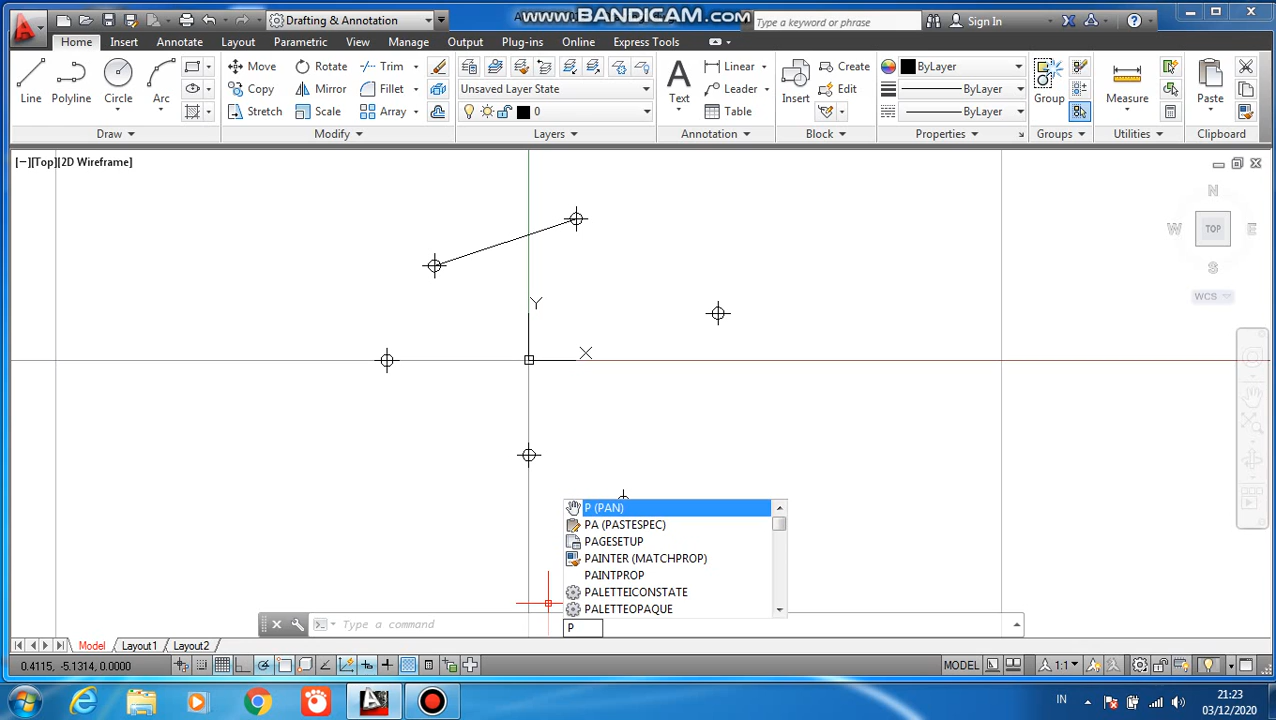 Drafting & Annotation
www.BANDICAM.com
Type a keyword or phrase
Sign In
Home Insert Annotate Layout Parametric View Manage Output Plug-ins Online Express Tools
Line
Polyline
Circle
Arc
Draw
Move Rotate Trim
Copy Mirror Fillet
Stretch Scale Array
Modify
Unsaved Layer State
0
Layers
Text
Linear
Leader
Table
Annotation
Insert
Create
Edit
Block
ByLayer
ByLayer
ByLayer
Properties
Group
Groups
Measure
Utilities
Paste
Clipboard
[−][Top][2D Wireframe]
N
W TOP E
S
WCS
Y
X
P (PAN)
PA (PASTESPEC)
PAGESETUP
PAINTER (MATCHPROP)
PAINTPROP
PALETTEICONSTATE
PALETTEOPAQUE
P
Type a command
Model Layout1 Layout2
0.4115, -5.1314, 0.0000
MODEL
1:1
IN
21:23
03/12/2020